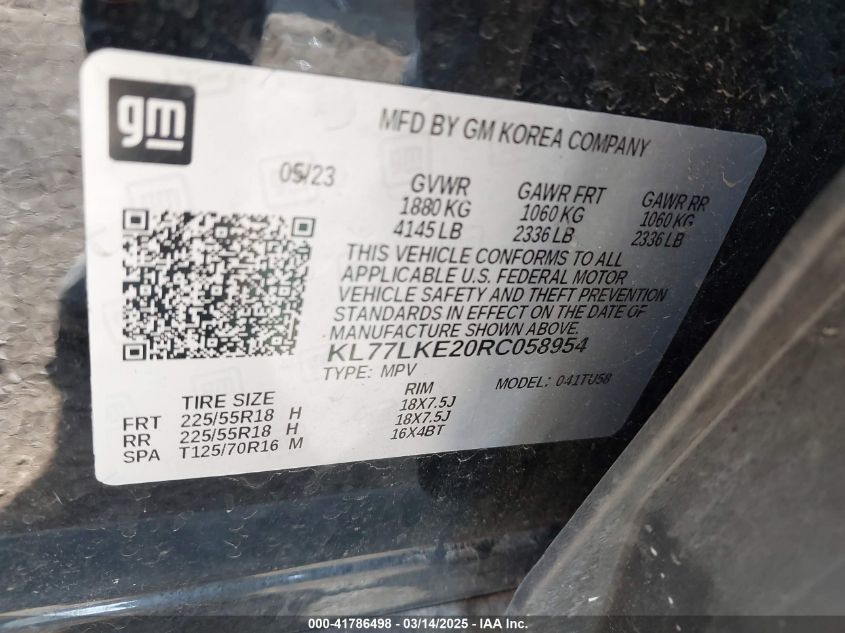 gm
MFD BY GM KOREA COMPANY
05/23
GVWR GAWR FRT GAWR RR
1880 KG 1060 KG 1060 KG
4145 LB 2336 LB 2336 LB
THIS VEHICLE CONFORMS TO ALL
APPLICABLE U.S. FEDERAL MOTOR
VEHICLE SAFETY AND THEFT PREVENTION
STANDARDS IN EFFECT ON THE DATE OF
MANUFACTURE SHOWN ABOVE.
KL77LKE20RC058954
TYPE: MPV MODEL: 041TU58
TIRE SIZE RIM
FRT 225/55R18 H 18X7.5J
RR 225/55R18 H 18X7.5J
SPA T125/70R16 M 16X4BT
000-41786498 - 03/14/2025 - IAA Inc.